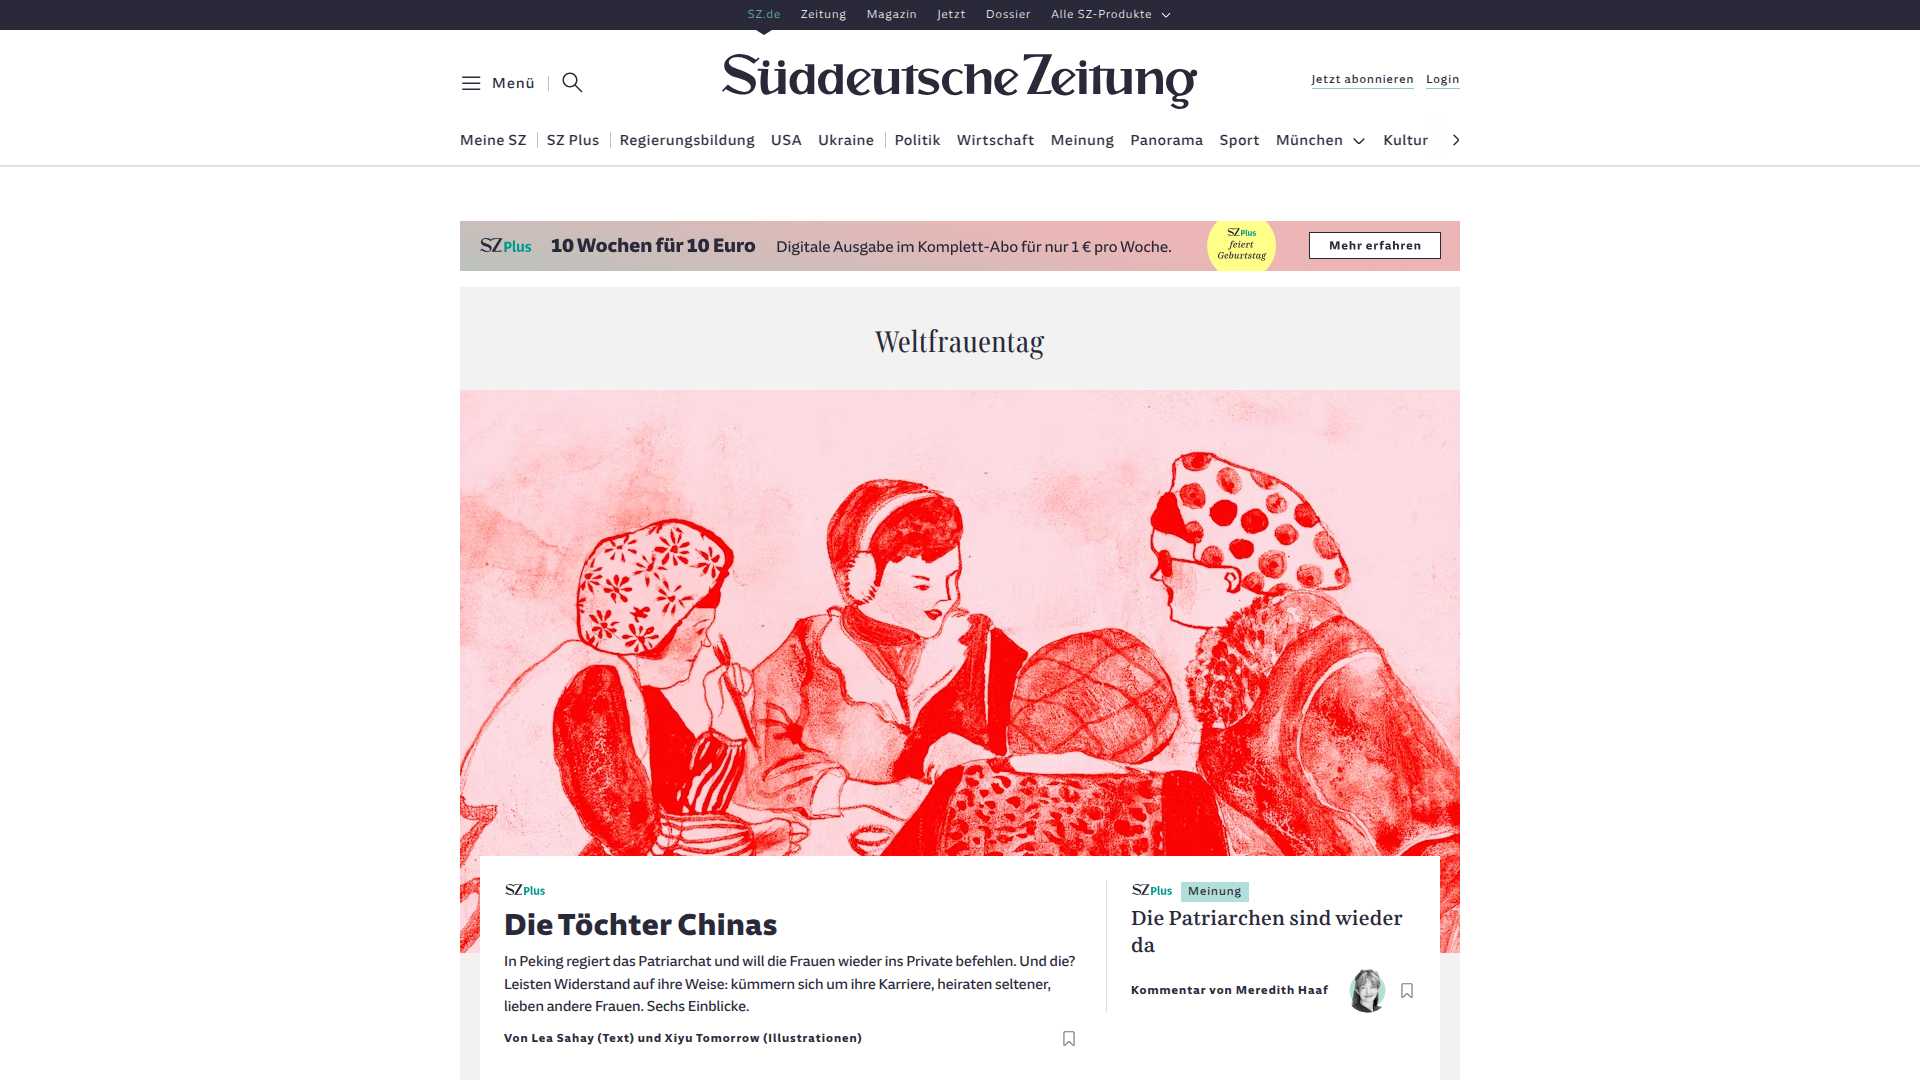 SZ.de Zeitung Magazin Jetzt Dossier Alle SZ-Produkte
Menü
Süddeutsche Zeitung
Jetzt abonnieren Login
Meine SZ SZ Plus Regierungsbildung USA Ukraine Politik Wirtschaft Meinung Panorama Sport München Kultur
SZ Plus 10 Wochen für 10 Euro Digitale Ausgabe im Komplett-Abo für nur 1 € pro Woche.
SZ Plus
feiert
Geburtstag
Mehr erfahren
Weltfrauentag
SZ Plus
Die Töchter Chinas
In Peking regiert das Patriarchat und will die Frauen wieder ins Private befehlen. Und die?
Leisten Widerstand auf ihre Weise: kümmern sich um ihre Karriere, heiraten seltener,
lieben andere Frauen. Sechs Einblicke.
Von Lea Sahay (Text) und Xiyu Tomorrow (Illustrationen)
SZ Plus Meinung
Die Patriarchen sind wieder
da
Kommentar von Meredith Haaf